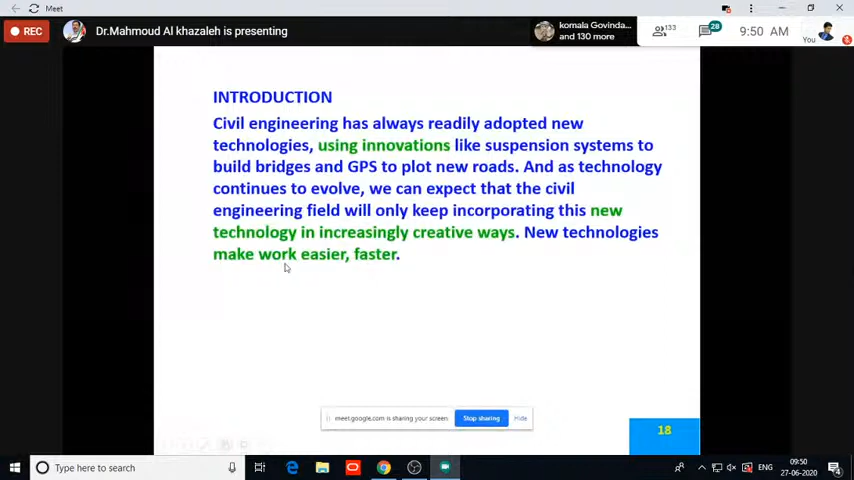 Meet
REC
Dr.Mahmoud Al khazaleh is presenting
komala Govinda...
and 130 more
133
28
9:50 AM
You
INTRODUCTION
Civil engineering has always readily adopted new
technologies, using innovations like suspension systems to
build bridges and GPS to plot new roads. And as technology
continues to evolve, we can expect that the civil
engineering field will only keep incorporating this new
technology in increasingly creative ways. New technologies
make work easier, faster.
meet.google.com is sharing your screen.
Stop sharing
Hide
18
Type here to search
ENG
09:50
27-06-2020
4